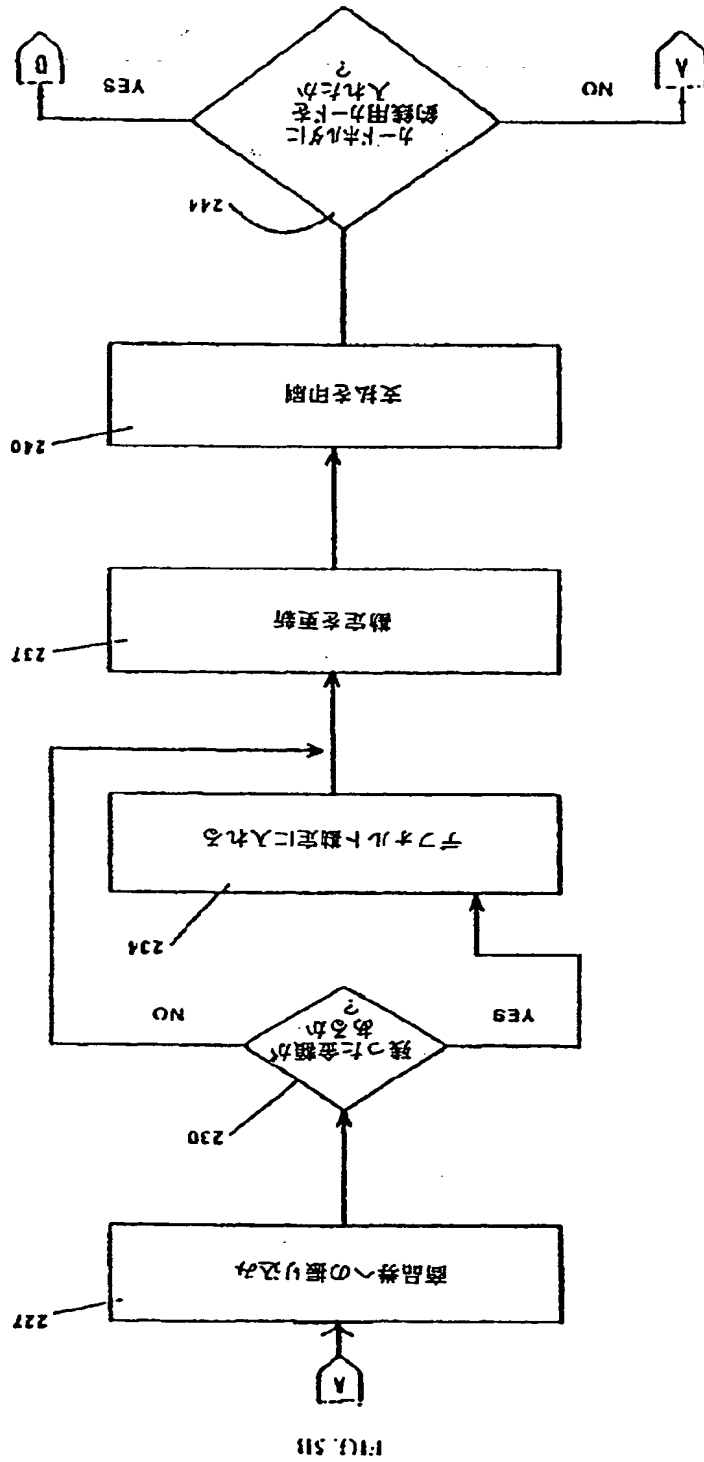 FIG. 5B
A
227
商品券への振り込み
230
残った金額が
あるか
?
YES
NO
234
デフォルト勘定に入れる
237
勘定を更新
240
支払を印刷
244
カードホルダに
釣銭用カードを
入れたか
?
NO
YES
A